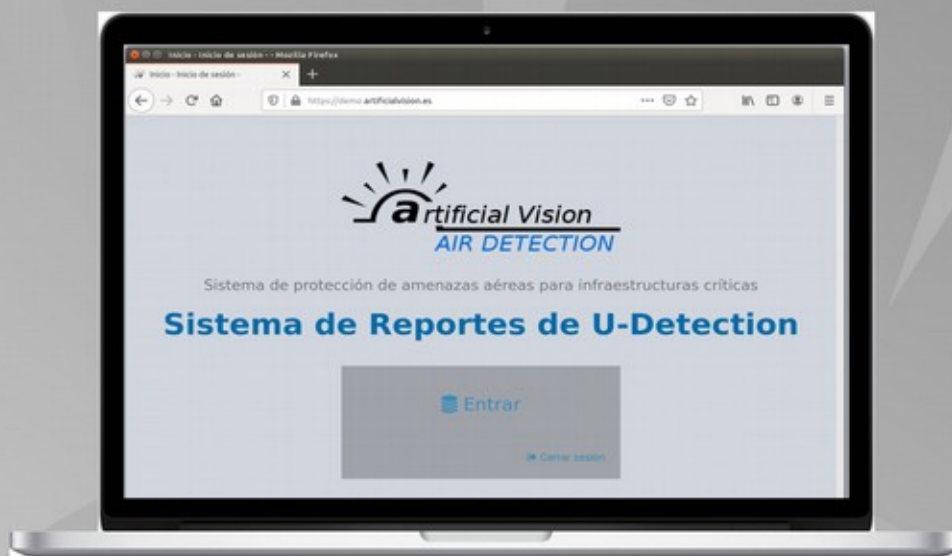 Inicio - Inicio de sesión - - Mozilla Firefox
Inicio - Inicio de sesión -
https://demo.artificialvision.es
artificial Vision
AIR DETECTION
Sistema de protección de amenazas aéreas para infraestructuras críticas
Sistema de Reportes de U-Detection
Entrar
Cerrar sesión